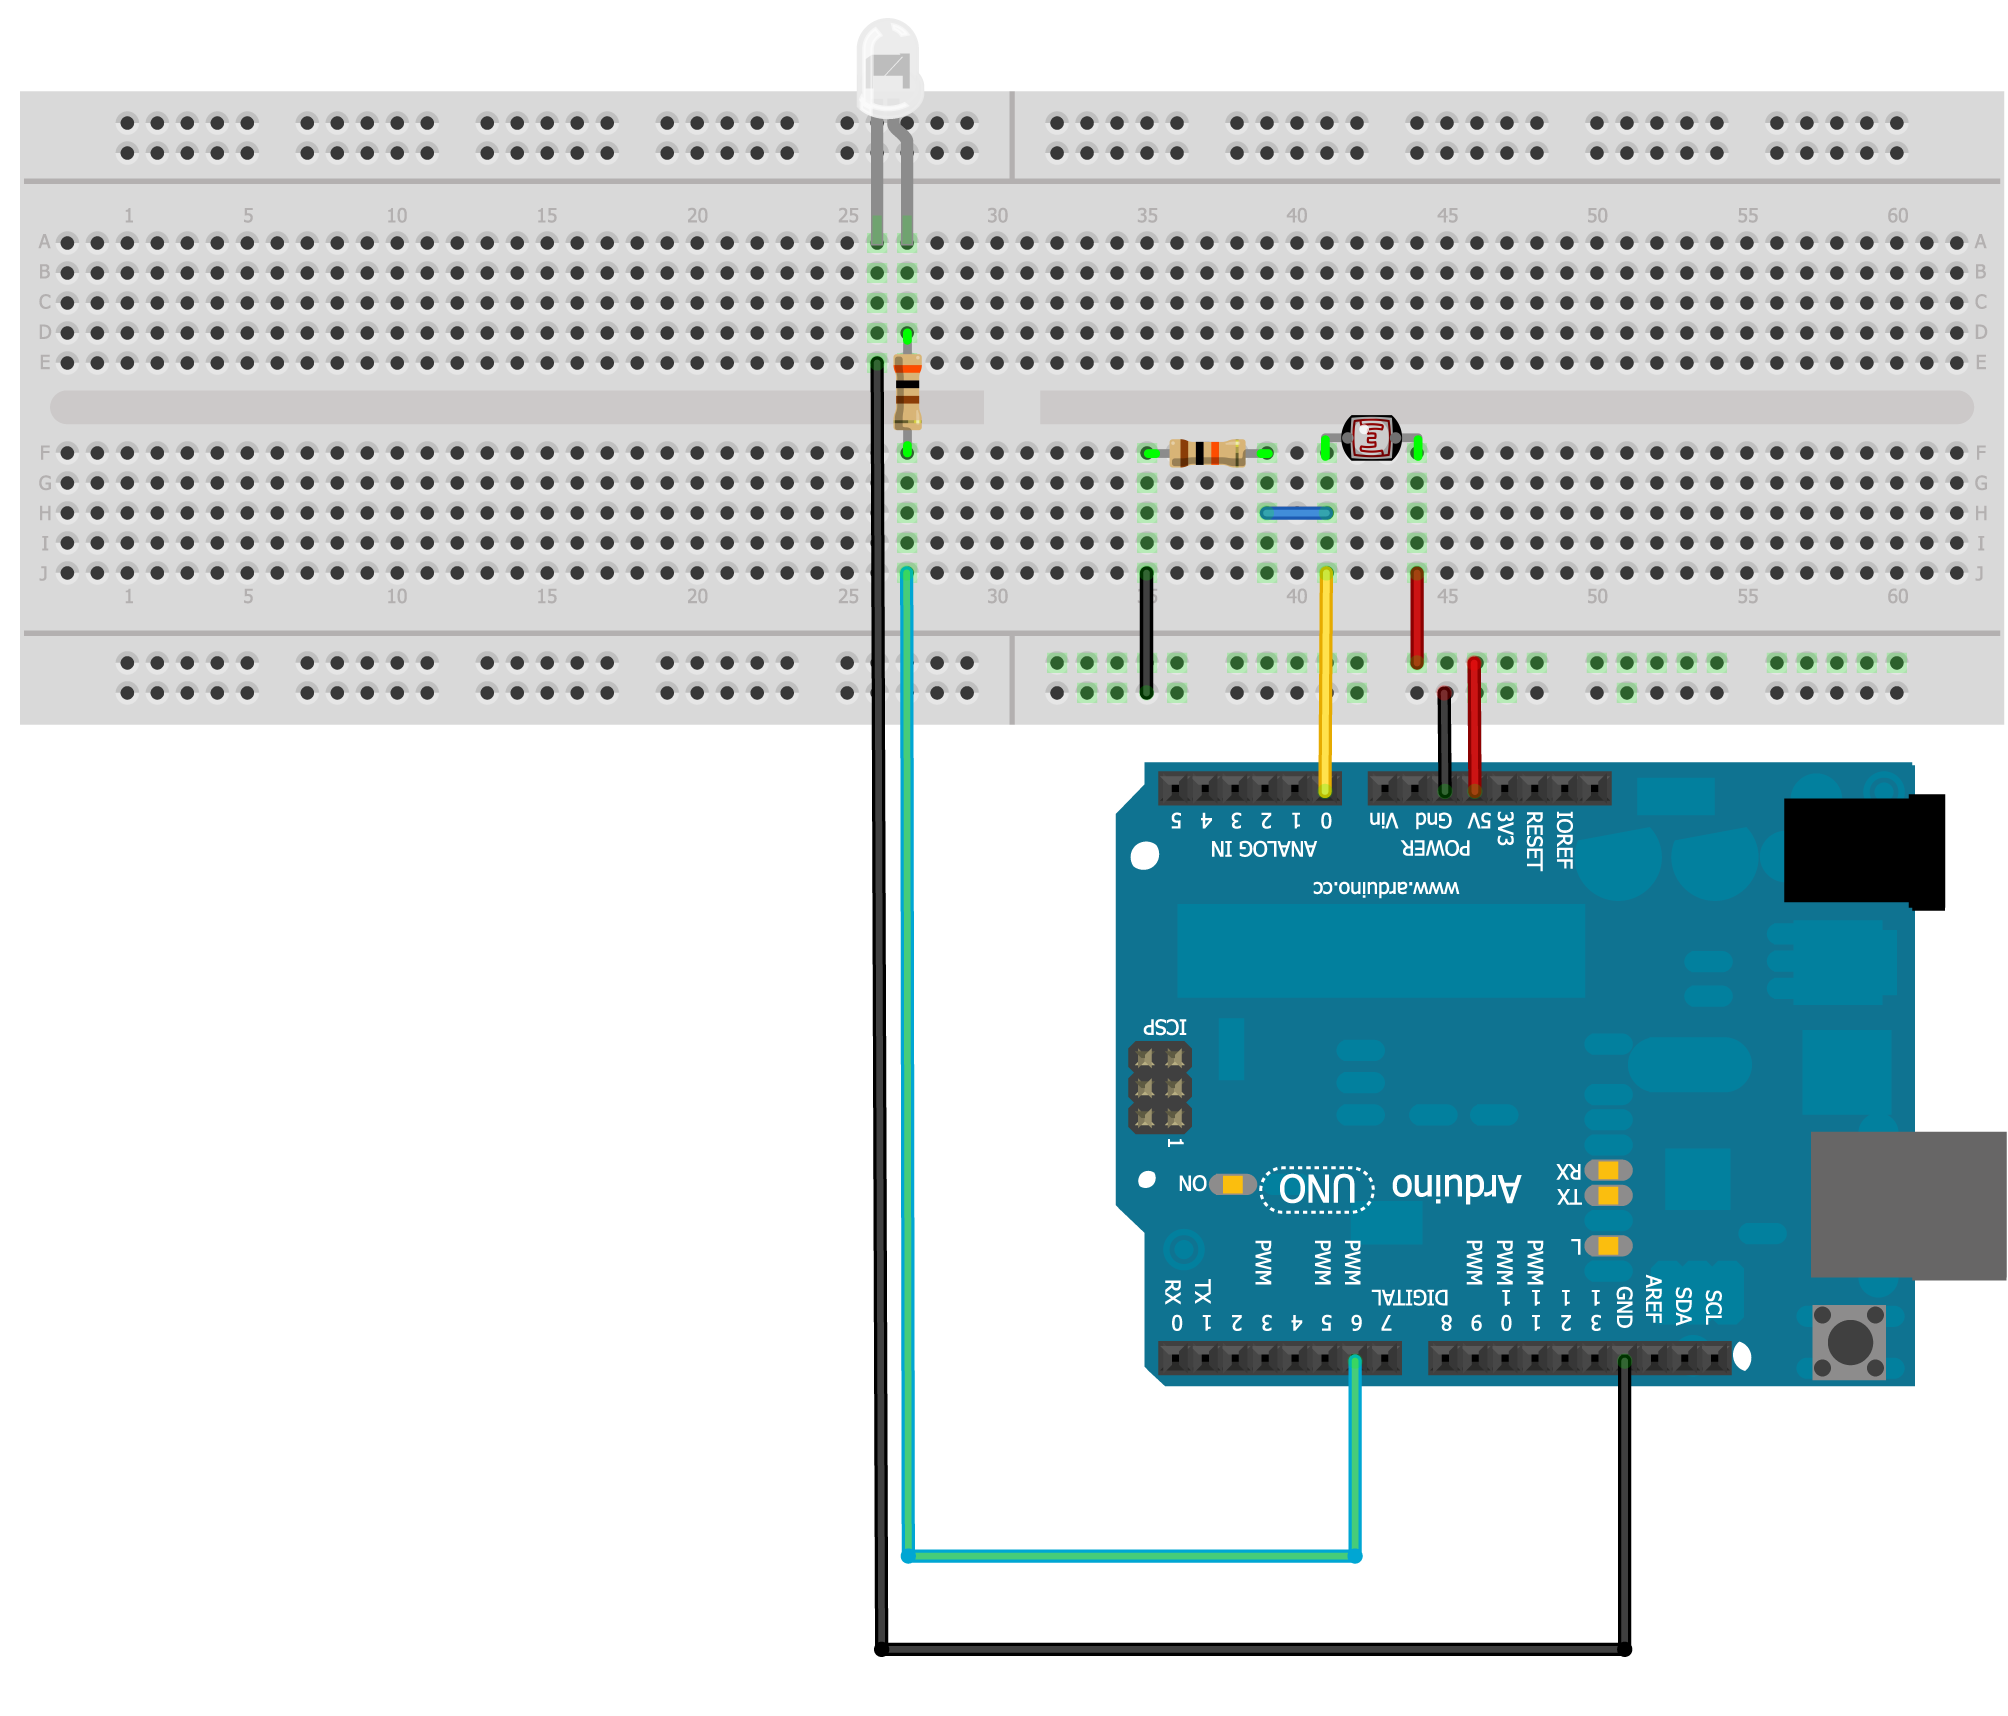 1 5 10 15 20 25 30 35 40 45 50 55 60
A A
B B
C C
D D
E E
F F
G G
H H
I I
J J
1 5 10 15 20 25 30 40 45 50 55 60
5 4 3 2 1 0 Vin Gnd 5V 3V3 RESET IOREF
ANALOG IN POWER
www.arduino.cc
ICSP
1
ON UNO Arduino
RX
TX
L
PWM PWM PWM PWM PWM PWM
RX TX DIGITAL
0 1 2 3 4 5 6 7 8 9 10 11 12 13 GND AREF SDA SCL